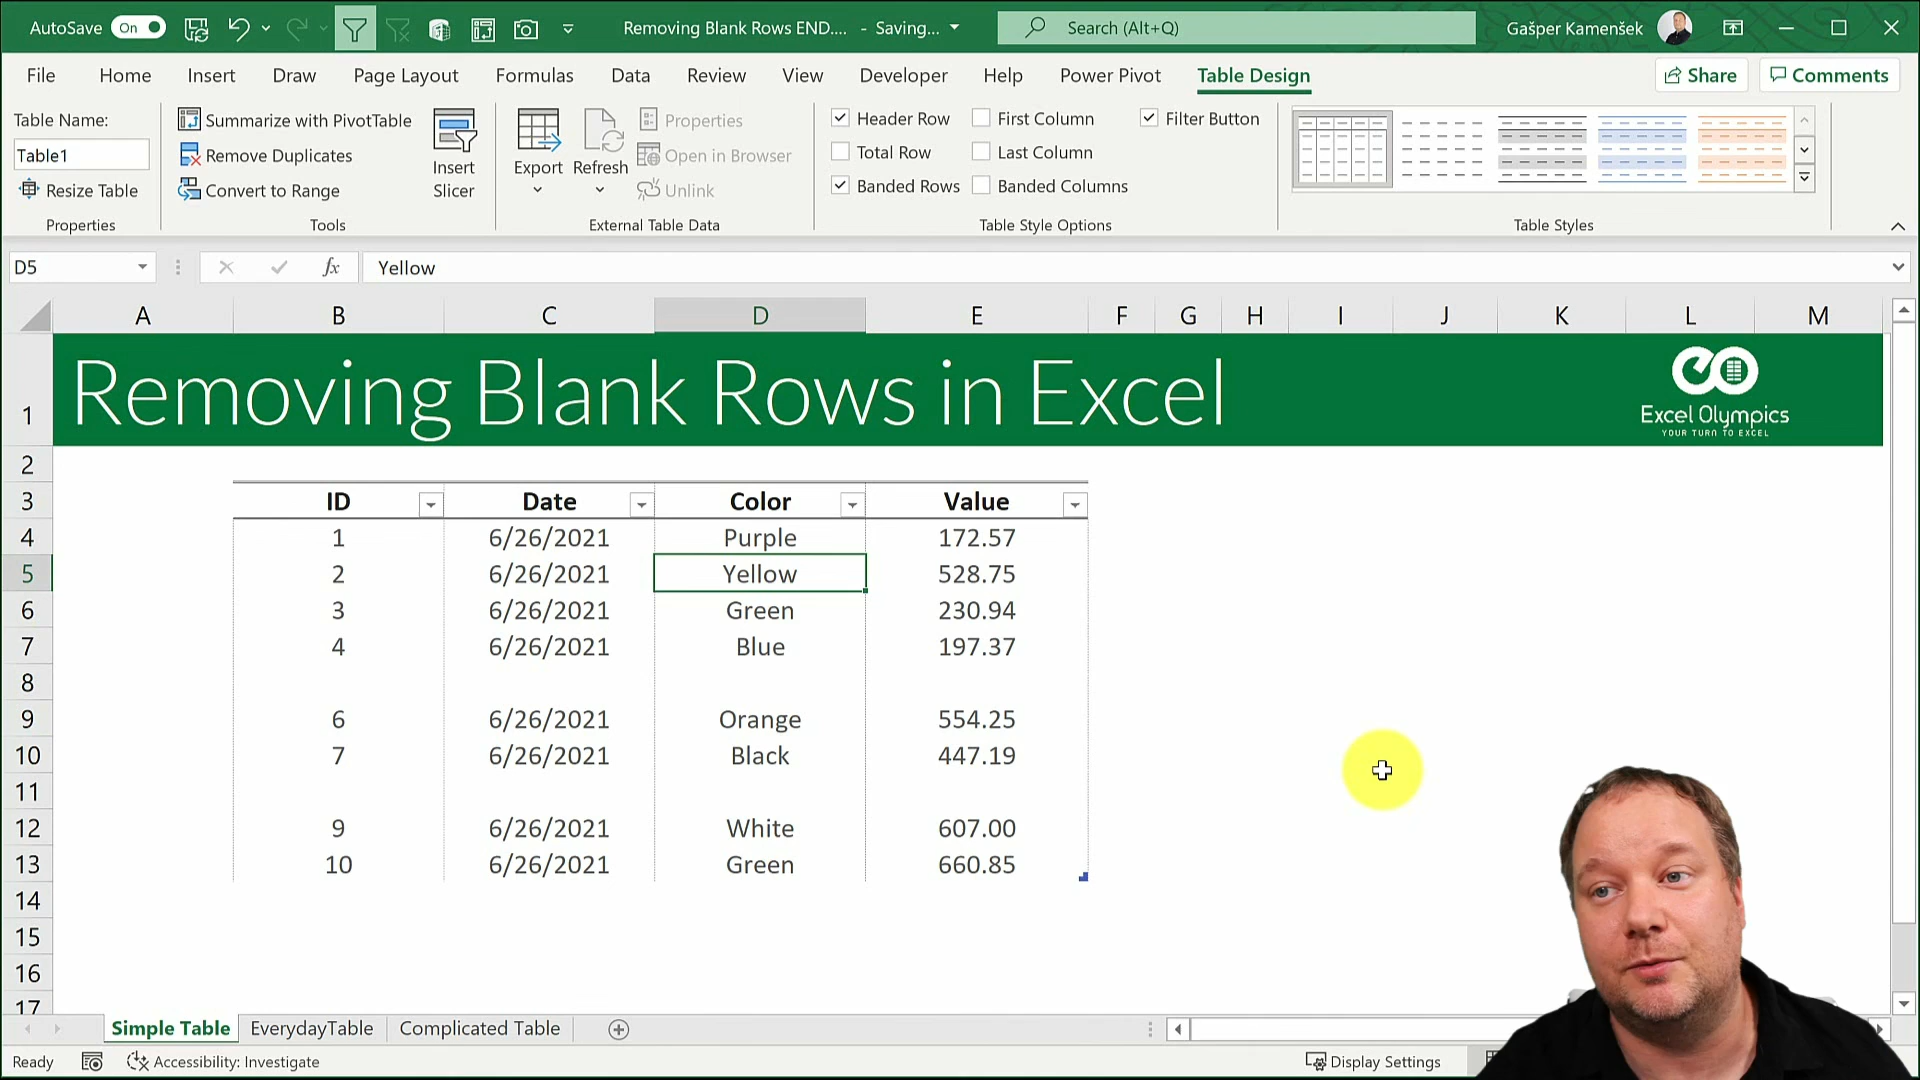 AutoSave On Removing Blank Rows END.... - Saving... Search (Alt+Q) Gašper Kamenšek
File Home Insert Draw Page Layout Formulas Data Review View Developer Help Power Pivot Table Design Share Comments
Table Name:
Table1
Resize Table
Properties
Summarize with PivotTable
Remove Duplicates
Convert to Range
Insert
Slicer
Tools
Export
Refresh
Properties
Open in Browser
Unlink
External Table Data
Header Row First Column Filter Button
Total Row Last Column
Banded Rows Banded Columns
Table Style Options
Table Styles
D5 fx Yellow
A B C D E F G H I J K L M
1 Removing Blank Rows in Excel
Excel Olympics
YOUR TURN TO EXCEL
2
3 ID Date Color Value
4 1 6/26/2021 Purple 172.57
5 2 6/26/2021 Yellow 528.75
6 3 6/26/2021 Green 230.94
7 4 6/26/2021 Blue 197.37
8
9 6 6/26/2021 Orange 554.25
10 7 6/26/2021 Black 447.19
11
12 9 6/26/2021 White 607.00
13 10 6/26/2021 Green 660.85
14
15
16
17
Simple Table EverydayTable Complicated Table
Ready Accessibility: Investigate Display Settings